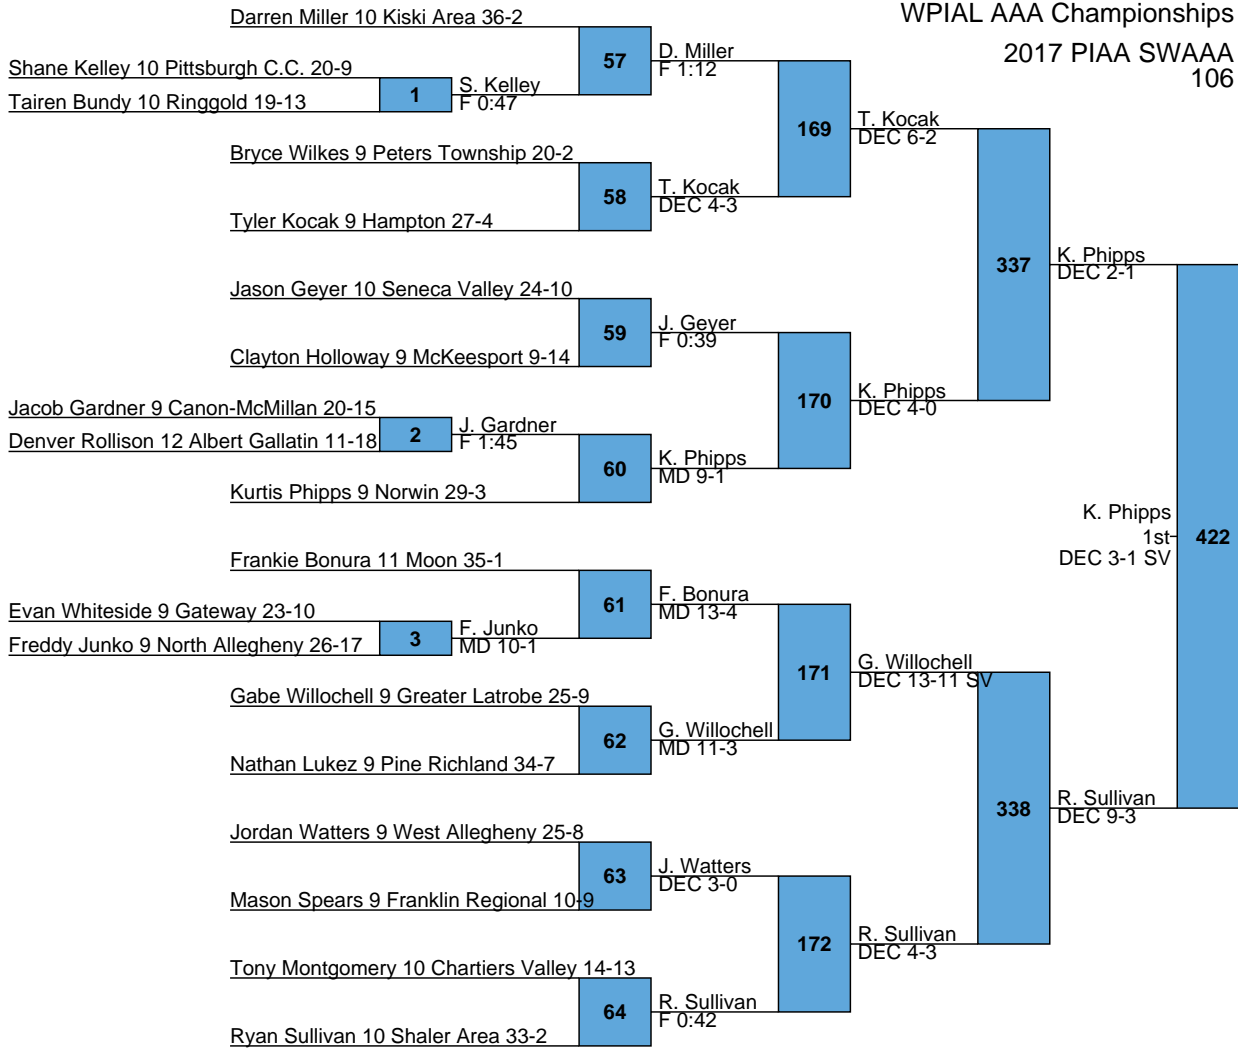 WPIAL AAA Championships
2017 PIAA SWAAA
106
Darren Miller 10 Kiski Area 36-2
57
D. Miller
F 1:12
Shane Kelley 10 Pittsburgh C.C. 20-9
1
S. Kelley
F 0:47
Tairen Bundy 10 Ringgold 19-13
169
T. Kocak
DEC 6-2
Bryce Wilkes 9 Peters Township 20-2
58
T. Kocak
DEC 4-3
Tyler Kocak 9 Hampton 27-4
337
K. Phipps
DEC 2-1
Jason Geyer 10 Seneca Valley 24-10
59
J. Geyer
F 0:39
Clayton Holloway 9 McKeesport 9-14
170
K. Phipps
DEC 4-0
Jacob Gardner 9 Canon-McMillan 20-15
2
J. Gardner
F 1:45
Denver Rollison 12 Albert Gallatin 11-18
60
K. Phipps
MD 9-1
Kurtis Phipps 9 Norwin 29-3
K. Phipps
1st
DEC 3-1 SV
422
Frankie Bonura 11 Moon 35-1
61
F. Bonura
MD 13-4
Evan Whiteside 9 Gateway 23-10
3
F. Junko
MD 10-1
Freddy Junko 9 North Allegheny 26-17
171
G. Willochell
DEC 13-11 SV
Gabe Willochell 9 Greater Latrobe 25-9
62
G. Willochell
MD 11-3
Nathan Lukez 9 Pine Richland 34-7
338
R. Sullivan
DEC 9-3
Jordan Watters 9 West Allegheny 25-8
63
J. Watters
DEC 3-0
Mason Spears 9 Franklin Regional 10-9
172
R. Sullivan
DEC 4-3
Tony Montgomery 10 Chartiers Valley 14-13
64
R. Sullivan
F 0:42
Ryan Sullivan 10 Shaler Area 33-2